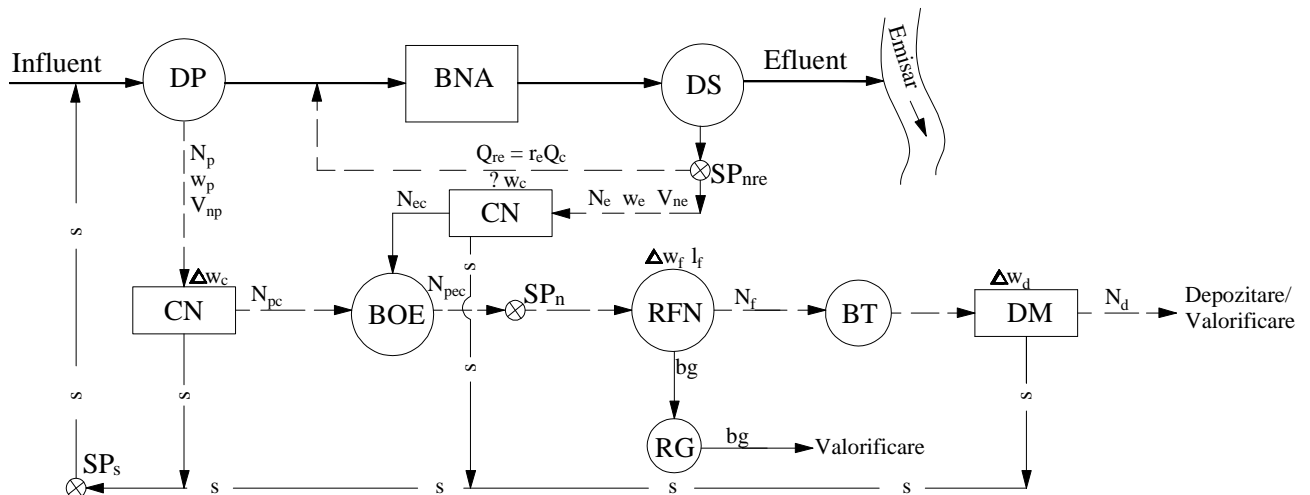 Influent
DP
BNA
DS
Efluent
Emisar
N_p
w_p
V_np
Q_re = r_eQ_c
SP_nre
? w_c
N_ec
CN
N_e w_e V_ne
s
s
Δw_c
CN
N_pc
BOE
N_pec
SP_n
Δw_f l_f
RFN
N_f
BT
Δw_d
DM
N_d
Depozitare/
Valorificare
s
s
s
s
bg
RG
bg
Valorificare
SP_s
s
s
s
s